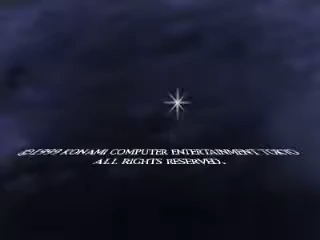 ©1999 KONAMI COMPUTER ENTERTAINMENT TOKYO
ALL RIGHTS RESERVED.